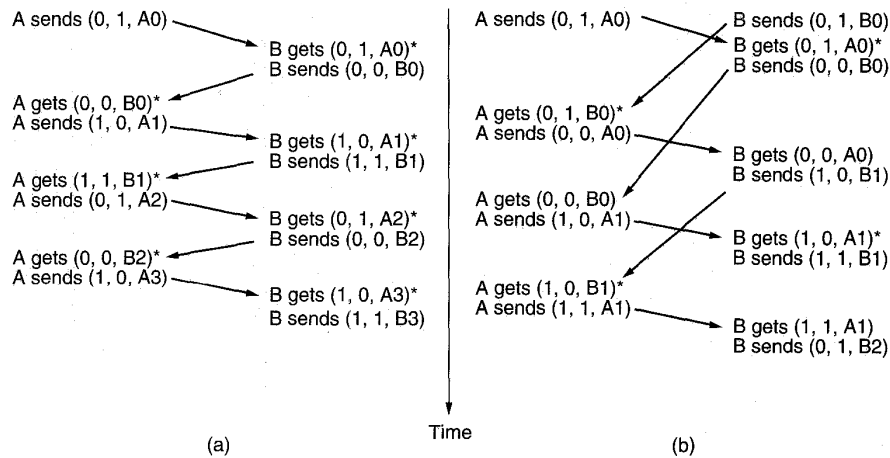 A sends (0, 1, A0)
B gets (0, 1, A0)*
B sends (0, 0, B0)
A gets (0, 0, B0)*
A sends (1, 0, A1)
B gets (1, 0, A1)*
B sends (1, 1, B1)
A gets (1, 1, B1)*
A sends (0, 1, A2)
B gets (0, 1, A2)*
B sends (0, 0, B2)
A gets (0, 0, B2)*
A sends (1, 0, A3)
B gets (1, 0, A3)*
B sends (1, 1, B3)
(a)
Time
A sends (0, 1, A0)
B sends (0, 1, B0)
B gets (0, 1, A0)*
B sends (0, 0, B0)
A gets (0, 1, B0)*
A sends (0, 0, A0)
B gets (0, 0, A0)
B sends (1, 0, B1)
A gets (0, 0, B0)
A sends (1, 0, A1)
B gets (1, 0, A1)*
B sends (1, 1, B1)
A gets (1, 0, B1)*
A sends (1, 1, A1)
B gets (1, 1, A1)
B sends (0, 1, B2)
(b)